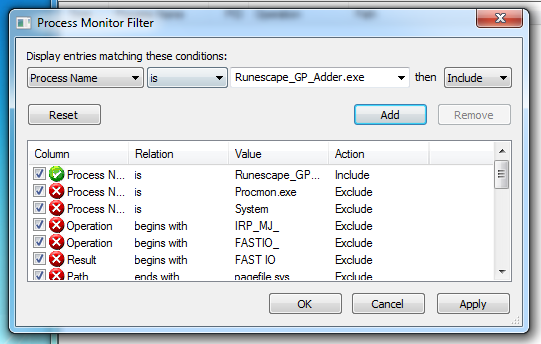 Process Monitor Filter
Display entries matching these conditions:
Process Name is Runescape_GP_Adder.exe then Include
Reset Add Remove
Column Relation Value Action
Process N... is Runescape_GP... Include
Process N... is Procmon.exe Exclude
Process N... is System Exclude
Operation begins with IRP_MJ_ Exclude
Operation begins with FASTIO_ Exclude
Result begins with FAST IO Exclude
Path ends with pagefile.sys Exclude
OK Cancel Apply